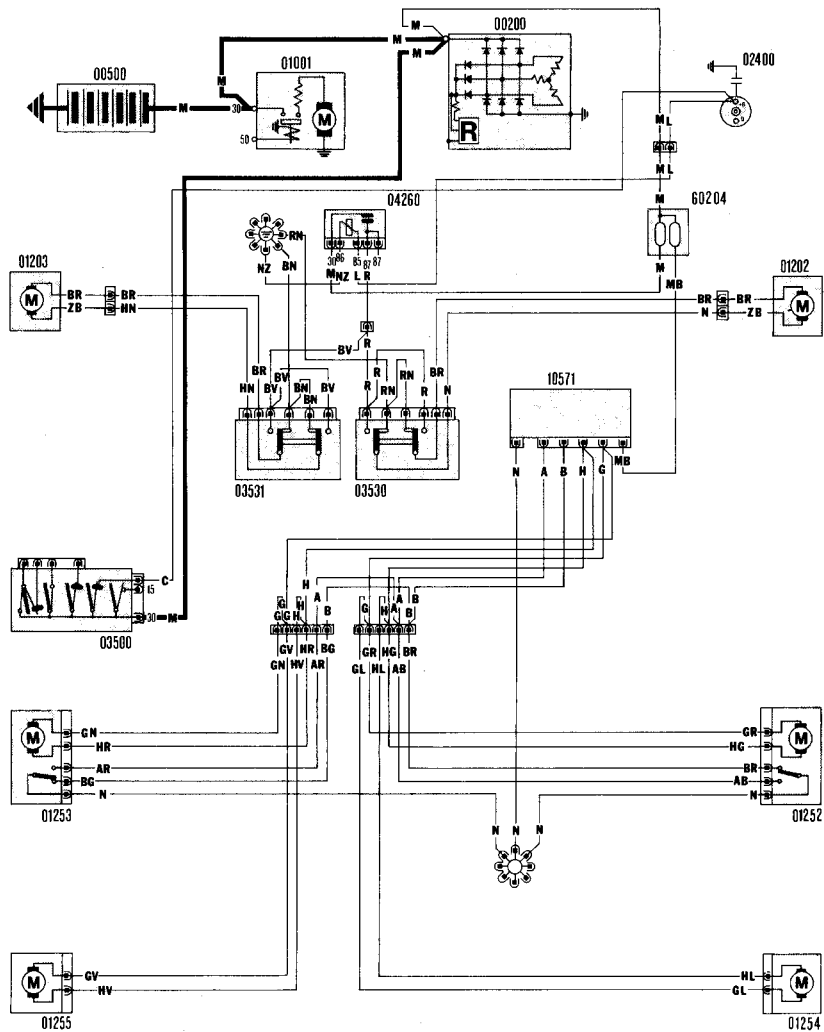 M
00200
02400
00500
01001
M
M
M
M
30
50
M
R
M
L
M
L
M
04260
60204
RN
30
86
85
87
87
NZ
BN
M
NZ
L
R
M
MB
01203
M
BR
ZB
BR
HN
01202
BR
N
BR
ZB
M
BV
R
HN
BR
BV
BV
BN
BN
BV
R
R
RN
RN
R
BR
N
10571
N
A
B
H
G
MB
03531
03530
C
15
30
M
03500
G
G
G
H
H
H
A
B
G
H
A
A
B
B
GV
HR
BG
GN
HV
AR
GR
HG
BR
GL
HL
AB
M
GN
HR
AR
BG
N
01253
GR
HG
BR
AB
N
M
01252
N
N
N
M
GV
HV
01255
HL
GL
M
01254